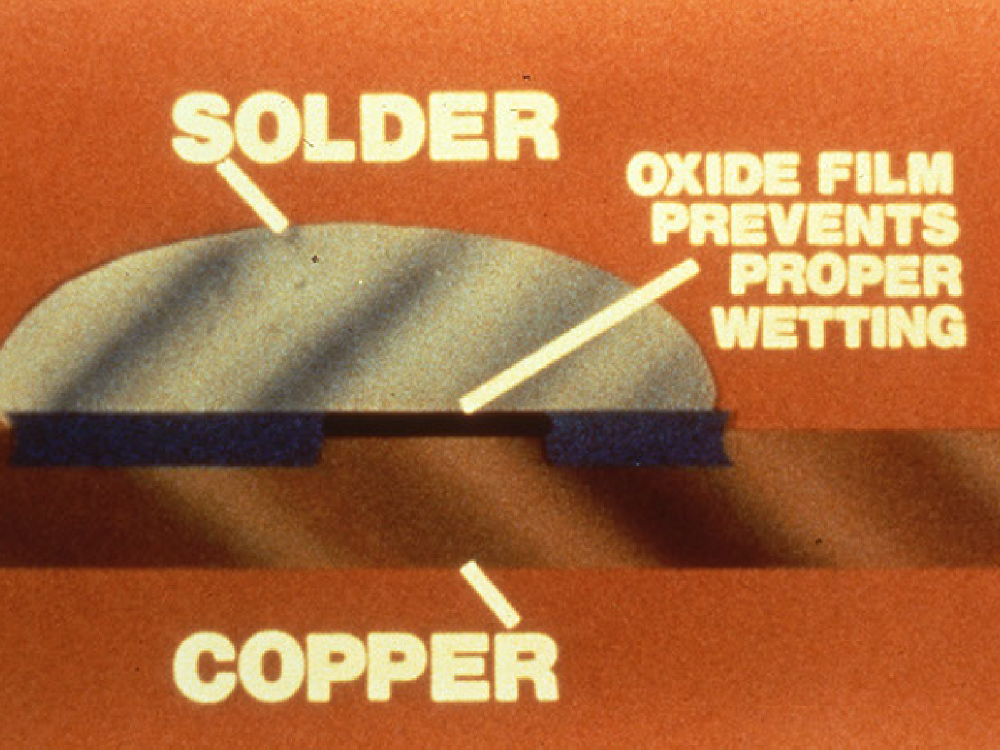 SOLDER
OXIDE FILM
PREVENTS
PROPER
WETTING
COPPER